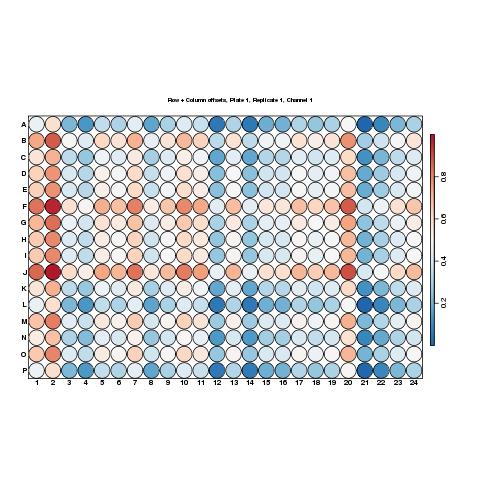 Row + Column offsets, Plate 1, Replicate 1, Channel 1
A
B
C
D
E
F
G
H
I
J
K
L
M
N
O
P
1 2 3 4 5 6 7 8 9 10 11 12 13 14 15 16 17 18 19 20 21 22 23 24
0.8
0.6
0.4
0.2